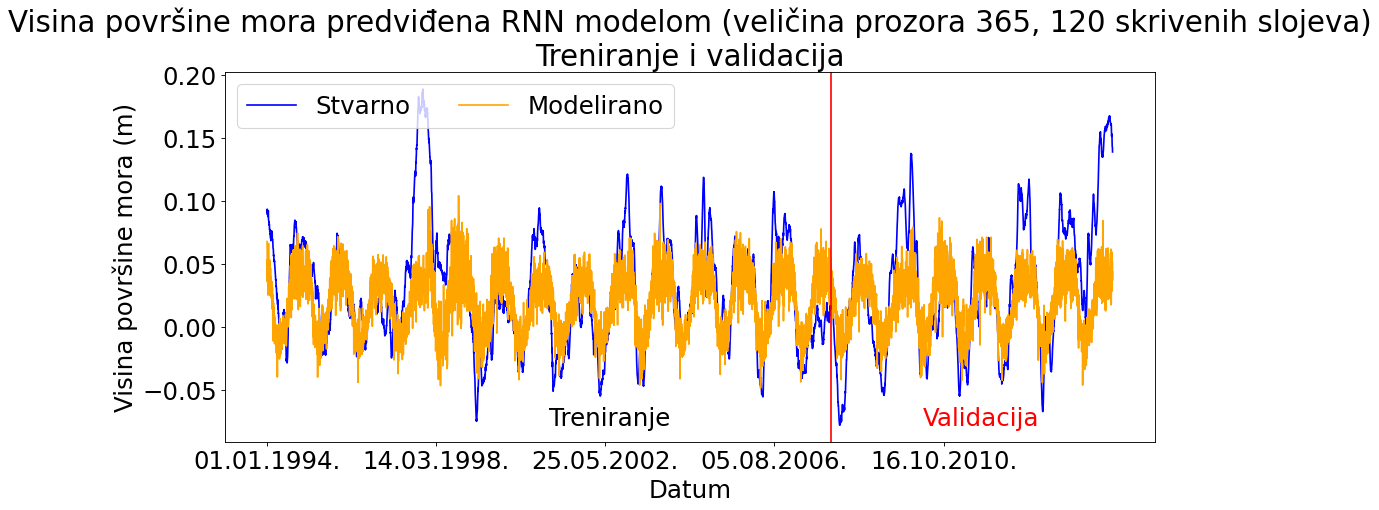 Visina površine mora predviđena RNN modelom (veličina prozora 365, 120 skrivenih slojeva)
Treniranje i validacija
Stvarno
Modelirano
Visina površine mora (m)
0.20
0.15
0.10
0.05
0.00
−0.05
Treniranje
Validacija
01.01.1994.
14.03.1998.
25.05.2002.
05.08.2006.
16.10.2010.
Datum